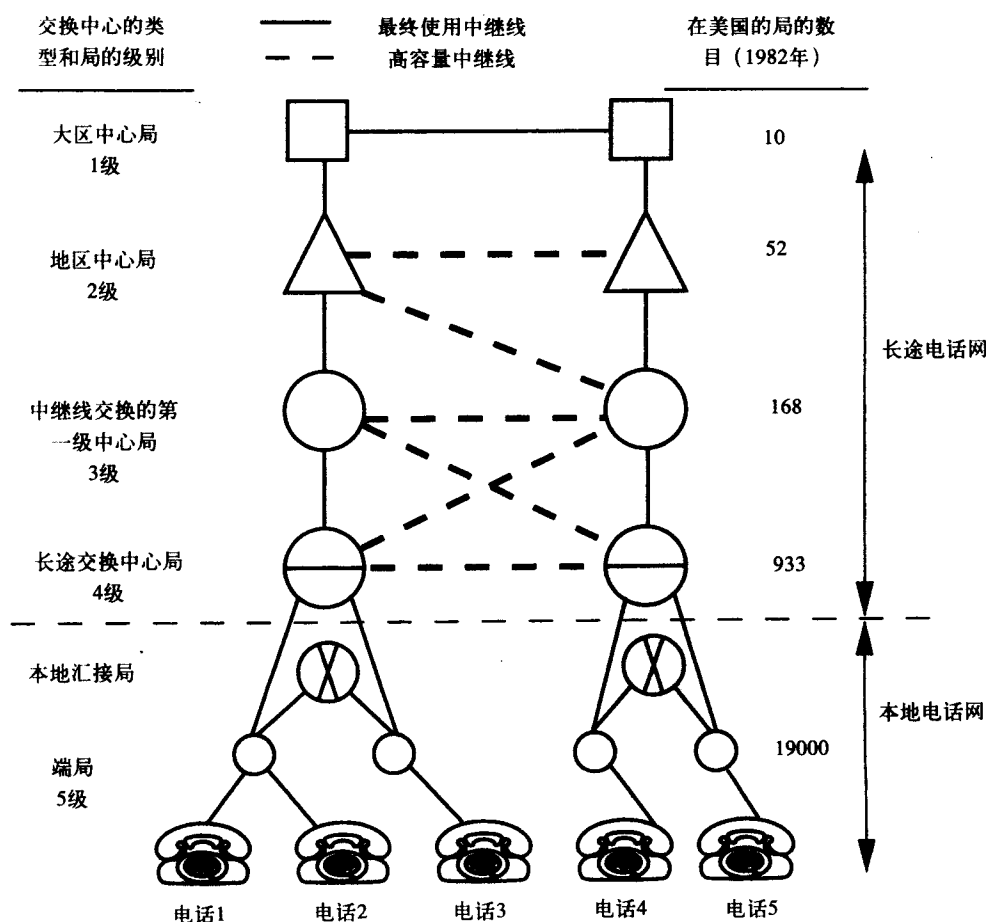 交换中心的类
型和局的级别
最终使用中继线
高容量中继线
在美国的局的数
目（1982年）
大区中心局
1级
10
地区中心局
2级
52
长途电话网
中继线交换的第
一级中心局
3级
168
长途交换中心局
4级
933
本地汇接局
本地电话网
端局
5级
19000
电话1
电话2
电话3
电话4
电话5